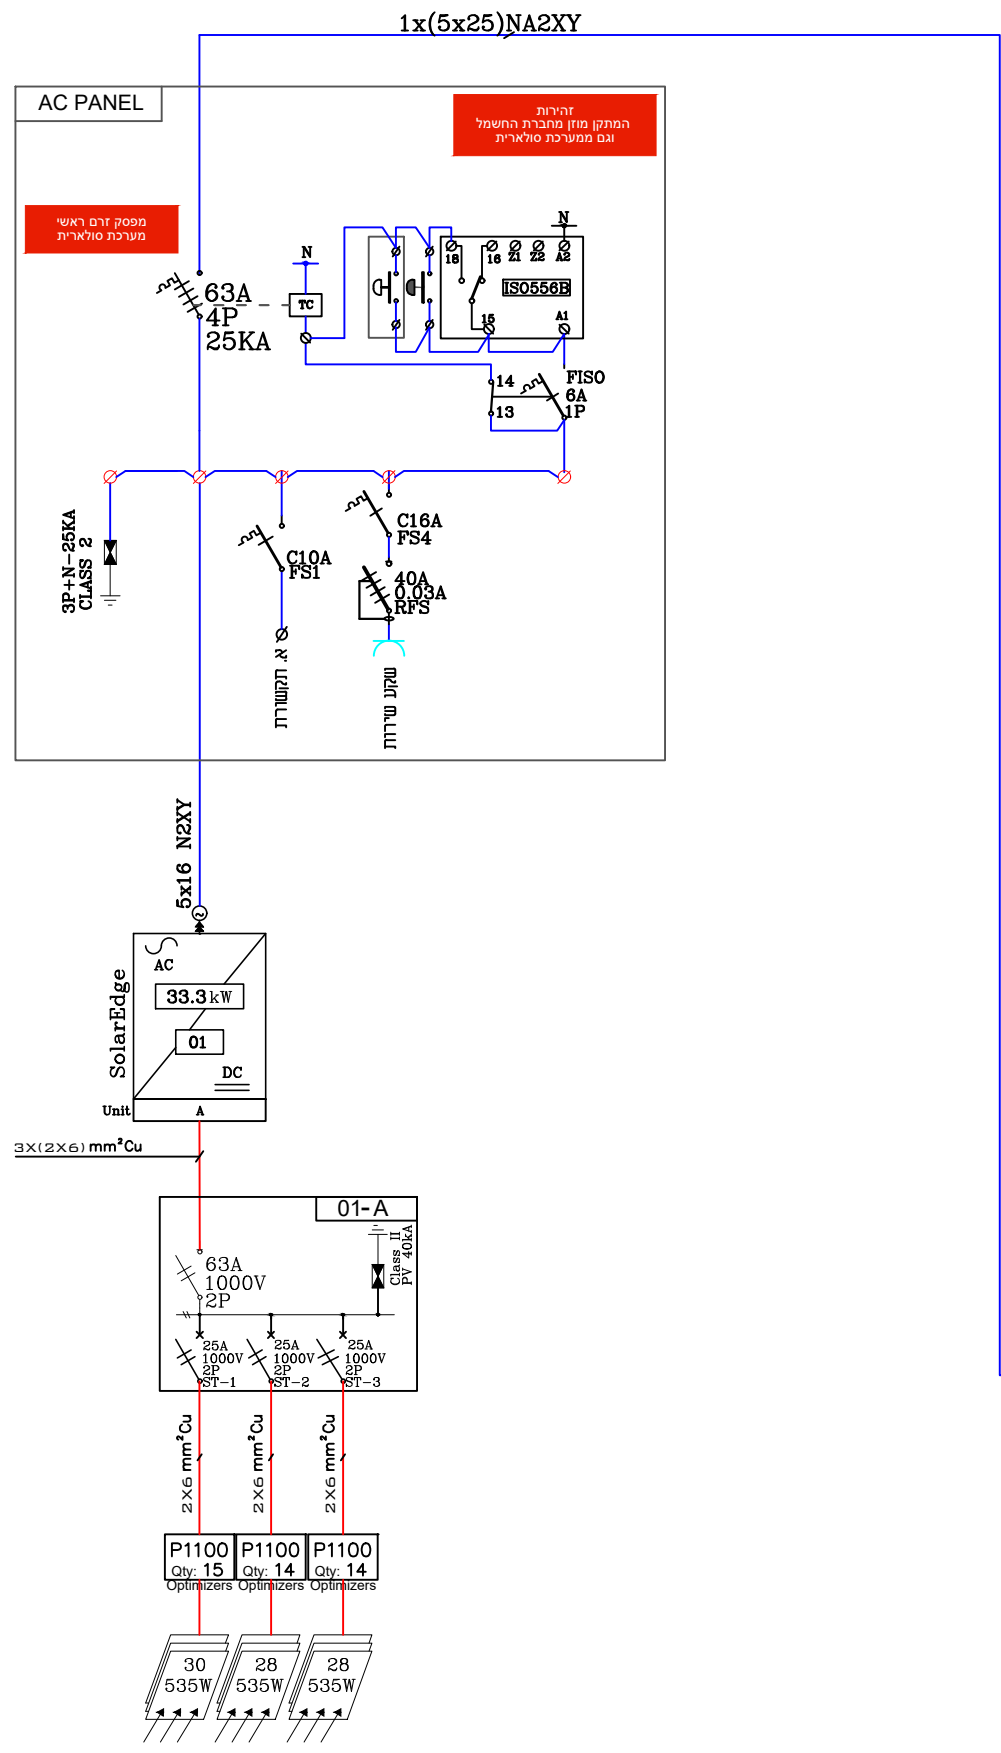 1x(5x25)NA2XY
AC PANEL
זהירות
המתקן מוזן מחברת החשמל
וגם ממערכת סולארית
מפסק זרם ראשי
מערכת סולארית
63A
4P
25KA
N
TC
N
18
16
Z1
Z2
A2
ISO556B
15
A1
14
13
FISO
6A
1P
3P+N-25KA
CLASS 2
C10A
FS1
א. תקשורת
C16A
FS4
40A
0.03A
RFS
שקע שירות
5x16 N2XY
SolarEdge
AC
33.3kW
01
DC
Unit
A
3X(2X6) mm²Cu
01-A
63A
1000V
2P
Class II
PV 40kA
25A
1000V
2P
ST-1
25A
1000V
2P
ST-2
25A
1000V
2P
ST-3
2X6 mm²Cu
2X6 mm²Cu
2X6 mm²Cu
P1100
Qty: 15
Optimizers
P1100
Qty: 14
Optimizers
P1100
Qty: 14
Optimizers
30
535W
28
535W
28
535W